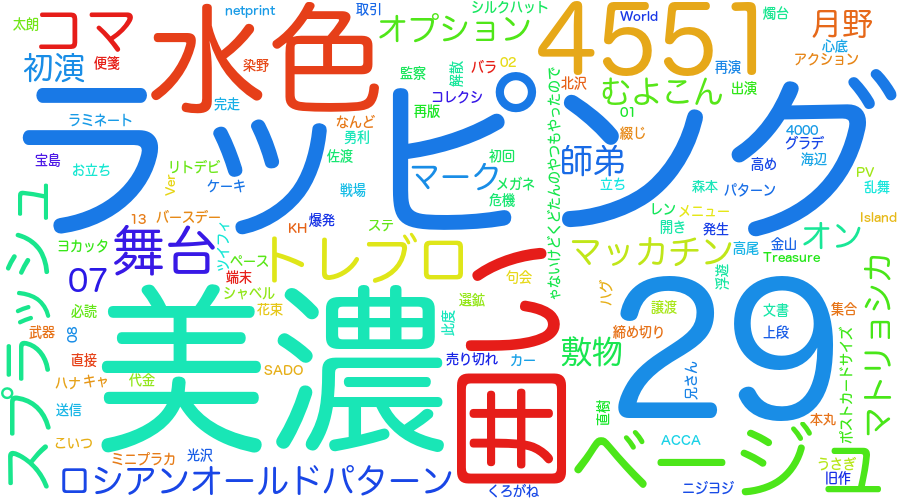 太朗
コマ
便箋
初演
水色
netprint
染野
完走
取引
オプション
シルクハット
監察
解散
バラ
02
コレクシ
再版
4551
World
北沢
再演
月野
燭台
心底
アクション
出演
むよこん
01
綴じ
4000
グラデ
海辺
高め
PV
乱舞
ラッピング
ラミネート
宝島
お立ち
リトデビ
ケーキ
Ver
なんど
勇利
佐渡
戦場
マーク
初回
メガネ
危機
師弟
立ち
ゃないけどくどたんのやつもやったので
森本
パターン
レン
メニュー
開き
発生
Island
13
バースデー
KH
爆発
ステ
ヨカッタ
舞台
ツイフィ
ペース
端末
トレブロ
マッカチン
高尾
金山
Treasure
オン
07
シャベル
花束
選鉱
句会
ハグ
浮遊
譲渡
文書
集合
上段
スプラッシュ
必読
武器
08
直接
ハナキャ
代金
美濃
SADO
此度
売り切れ
カー
敷物
締め切り
29
兄さん
直樹
ポストカードサイズ
マトリョシカ
送信
こいつ
ミニプラカ
光沢
囲う
ロシアンオールドパターン
くろがね
ベージュ
ACCA
ニジヨジ
本丸
うさぎ
旧作